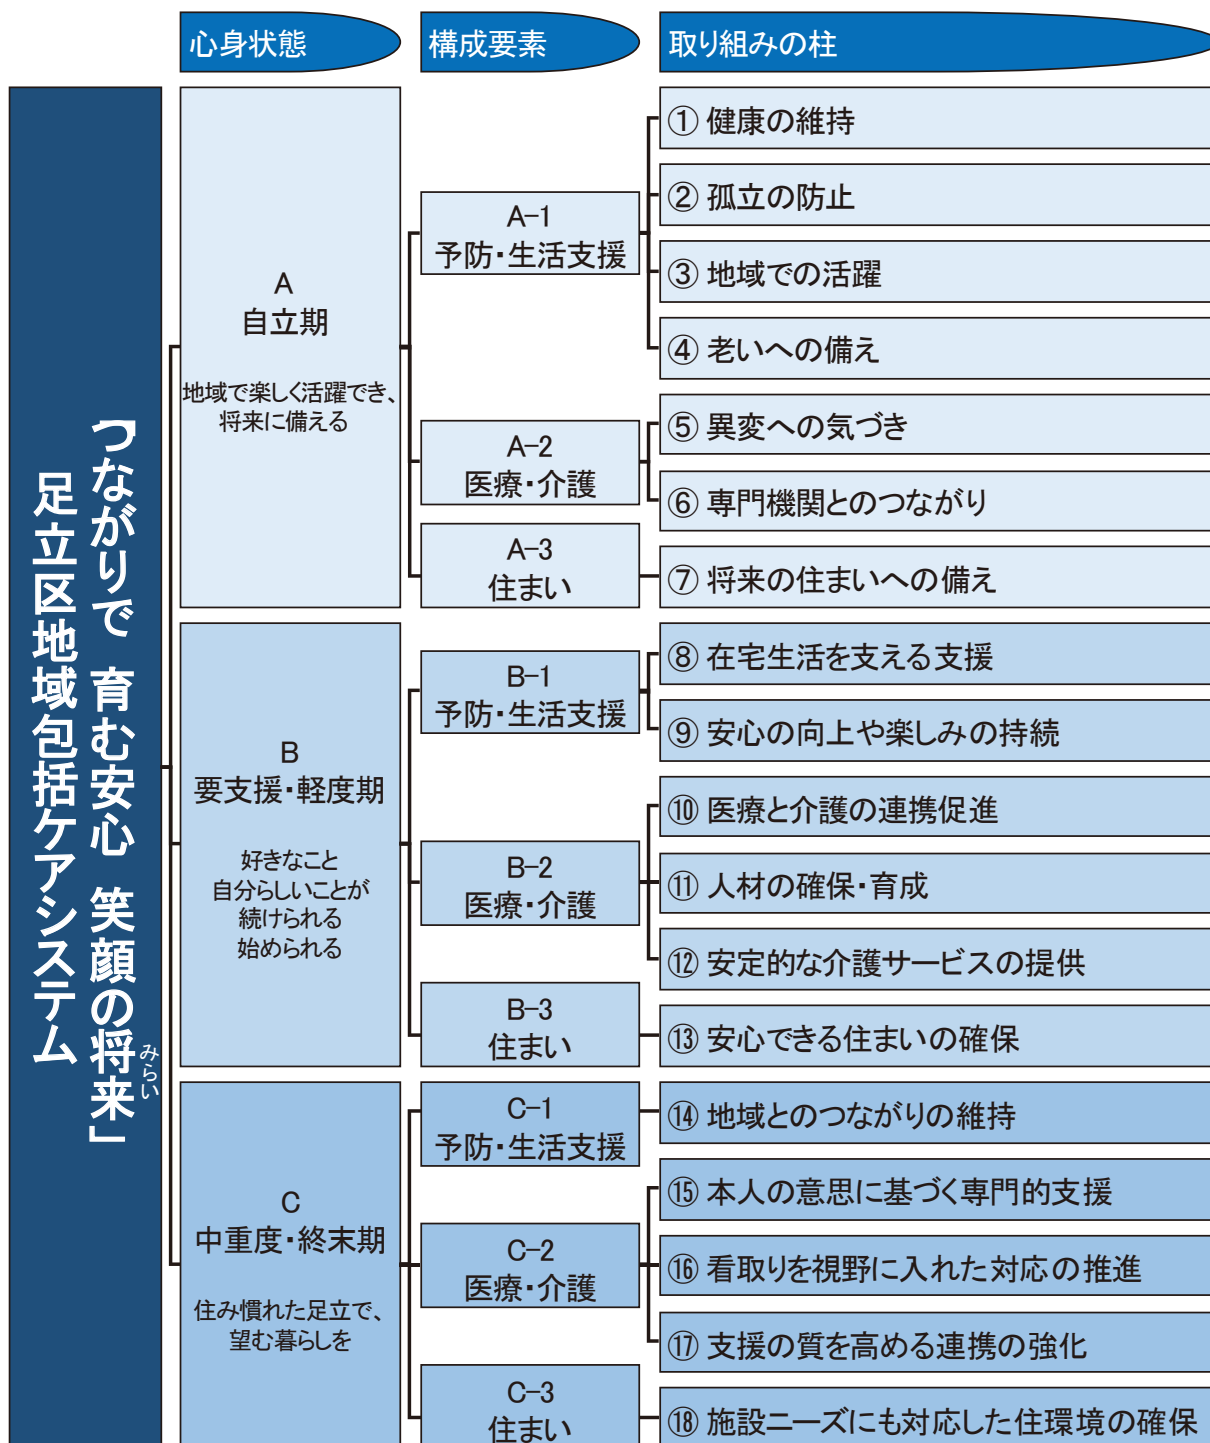 心身状態
構成要素
取り組みの柱
「つながりで 育む安心 笑顔の将来」
みらい
足立区地域包括ケアシステム
A
自立期
地域で楽しく活躍でき、
将来に備える
A-1
予防・生活支援
① 健康の維持
② 孤立の防止
③ 地域での活躍
④ 老いへの備え
A-2
医療・介護
⑤ 異変への気づき
⑥ 専門機関とのつながり
A-3
住まい
⑦ 将来の住まいへの備え
B
要支援・軽度期
好きなこと
自分らしいことが
続けられる
始められる
B-1
予防・生活支援
⑧ 在宅生活を支える支援
⑨ 安心の向上や楽しみの持続
B-2
医療・介護
⑩ 医療と介護の連携促進
⑪ 人材の確保・育成
⑫ 安定的な介護サービスの提供
B-3
住まい
⑬ 安心できる住まいの確保
C
中重度・終末期
住み慣れた足立で、
望む暮らしを
C-1
予防・生活支援
⑭ 地域とのつながりの維持
C-2
医療・介護
⑮ 本人の意思に基づく専門的支援
⑯ 看取りを視野に入れた対応の推進
⑰ 支援の質を高める連携の強化
C-3
住まい
⑱ 施設ニーズにも対応した住環境の確保